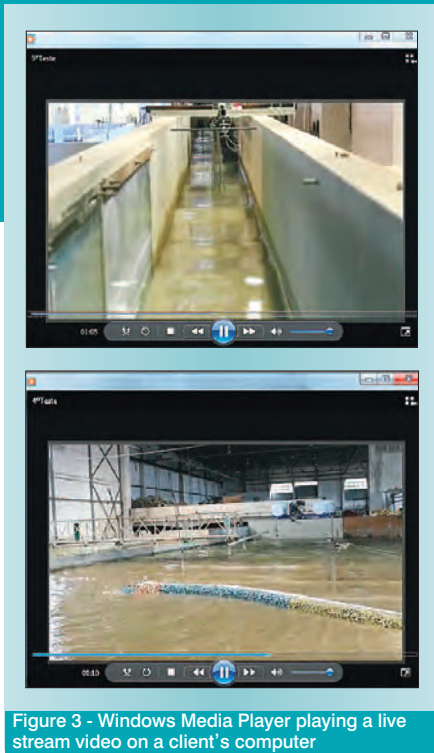 5ºTeste
01:05
4ºTeste
00:15
Figure 3 - Windows Media Player playing a live
stream video on a client's computer